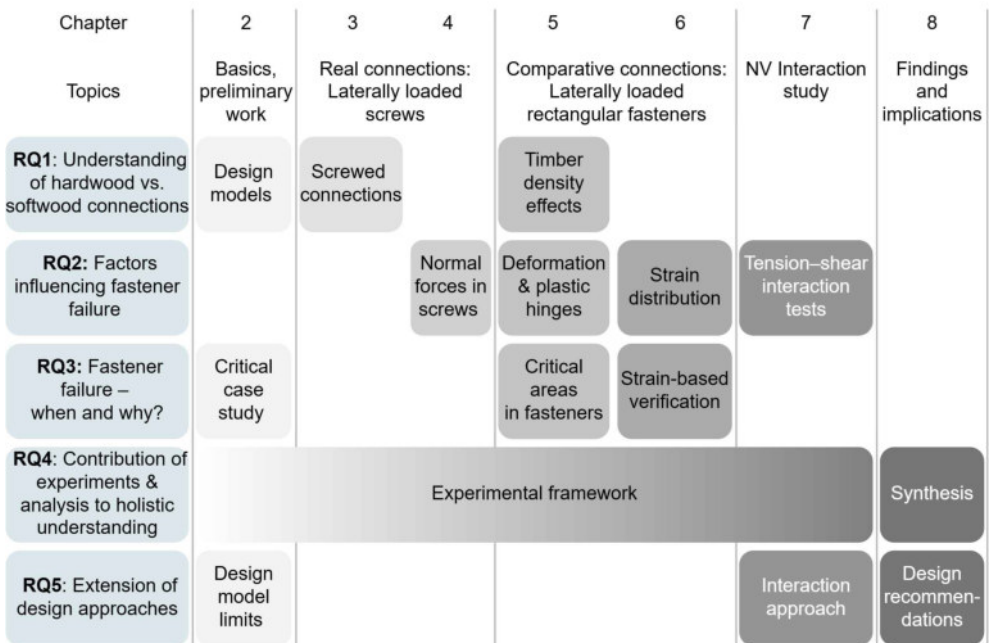 Chapter 2 3 4 5 6 7 8
Topics
Basics,
preliminary
work
Real connections:
Laterally loaded
screws
Comparative connections:
Laterally loaded
rectangular fasteners
NV Interaction
study
Findings
and
implications
RQ1: Understanding
of hardwood vs.
softwood connections
Design
models
Screwed
connections
Timber
density
effects
RQ2: Factors
influencing fastener
failure
Normal
forces in
screws
Deformation
& plastic
hinges
Strain
distribution
Tension–shear
interaction
tests
RQ3: Fastener
failure –
when and why?
Critical
case
study
Critical
areas
in fasteners
Strain-based
verification
RQ4: Contribution of
experiments &
analysis to holistic
understanding
Experimental framework
Synthesis
RQ5: Extension of
design approaches
Design
model
limits
Interaction
approach
Design
recommen-
dations